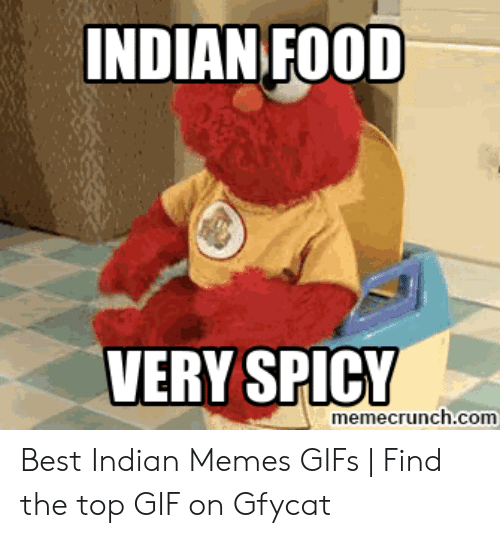 INDIAN FOOD
VERY SPICY
memecrunch.com
Best Indian Memes GIFs | Find
the top GIF on Gfycat